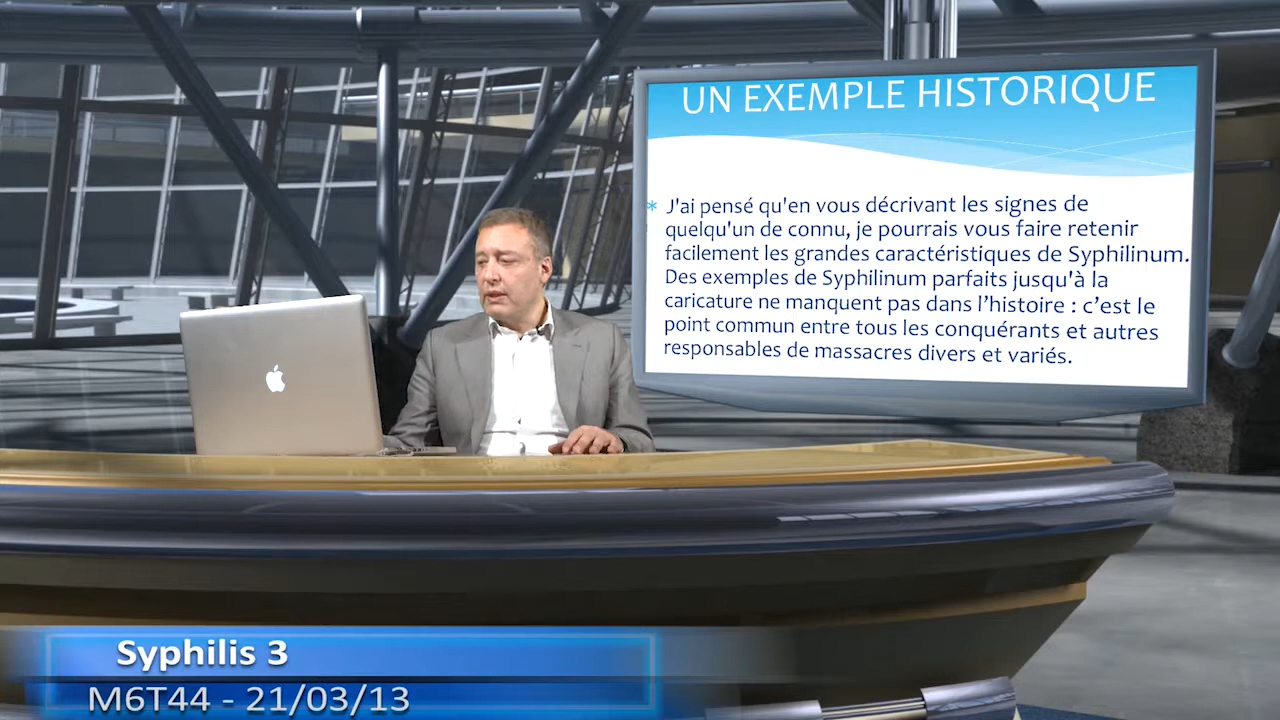 UN EXEMPLE HISTORIQUE
* J'ai pensé qu'en vous décrivant les signes de
quelqu'un de connu, je pourrais vous faire retenir
facilement les grandes caractéristiques de Syphilinum.
Des exemples de Syphilinum parfaits jusqu'à la
caricature ne manquent pas dans l’histoire : c’est le
point commun entre tous les conquérants et autres
responsables de massacres divers et variés.
Syphilis 3
M6T44 - 21/03/13